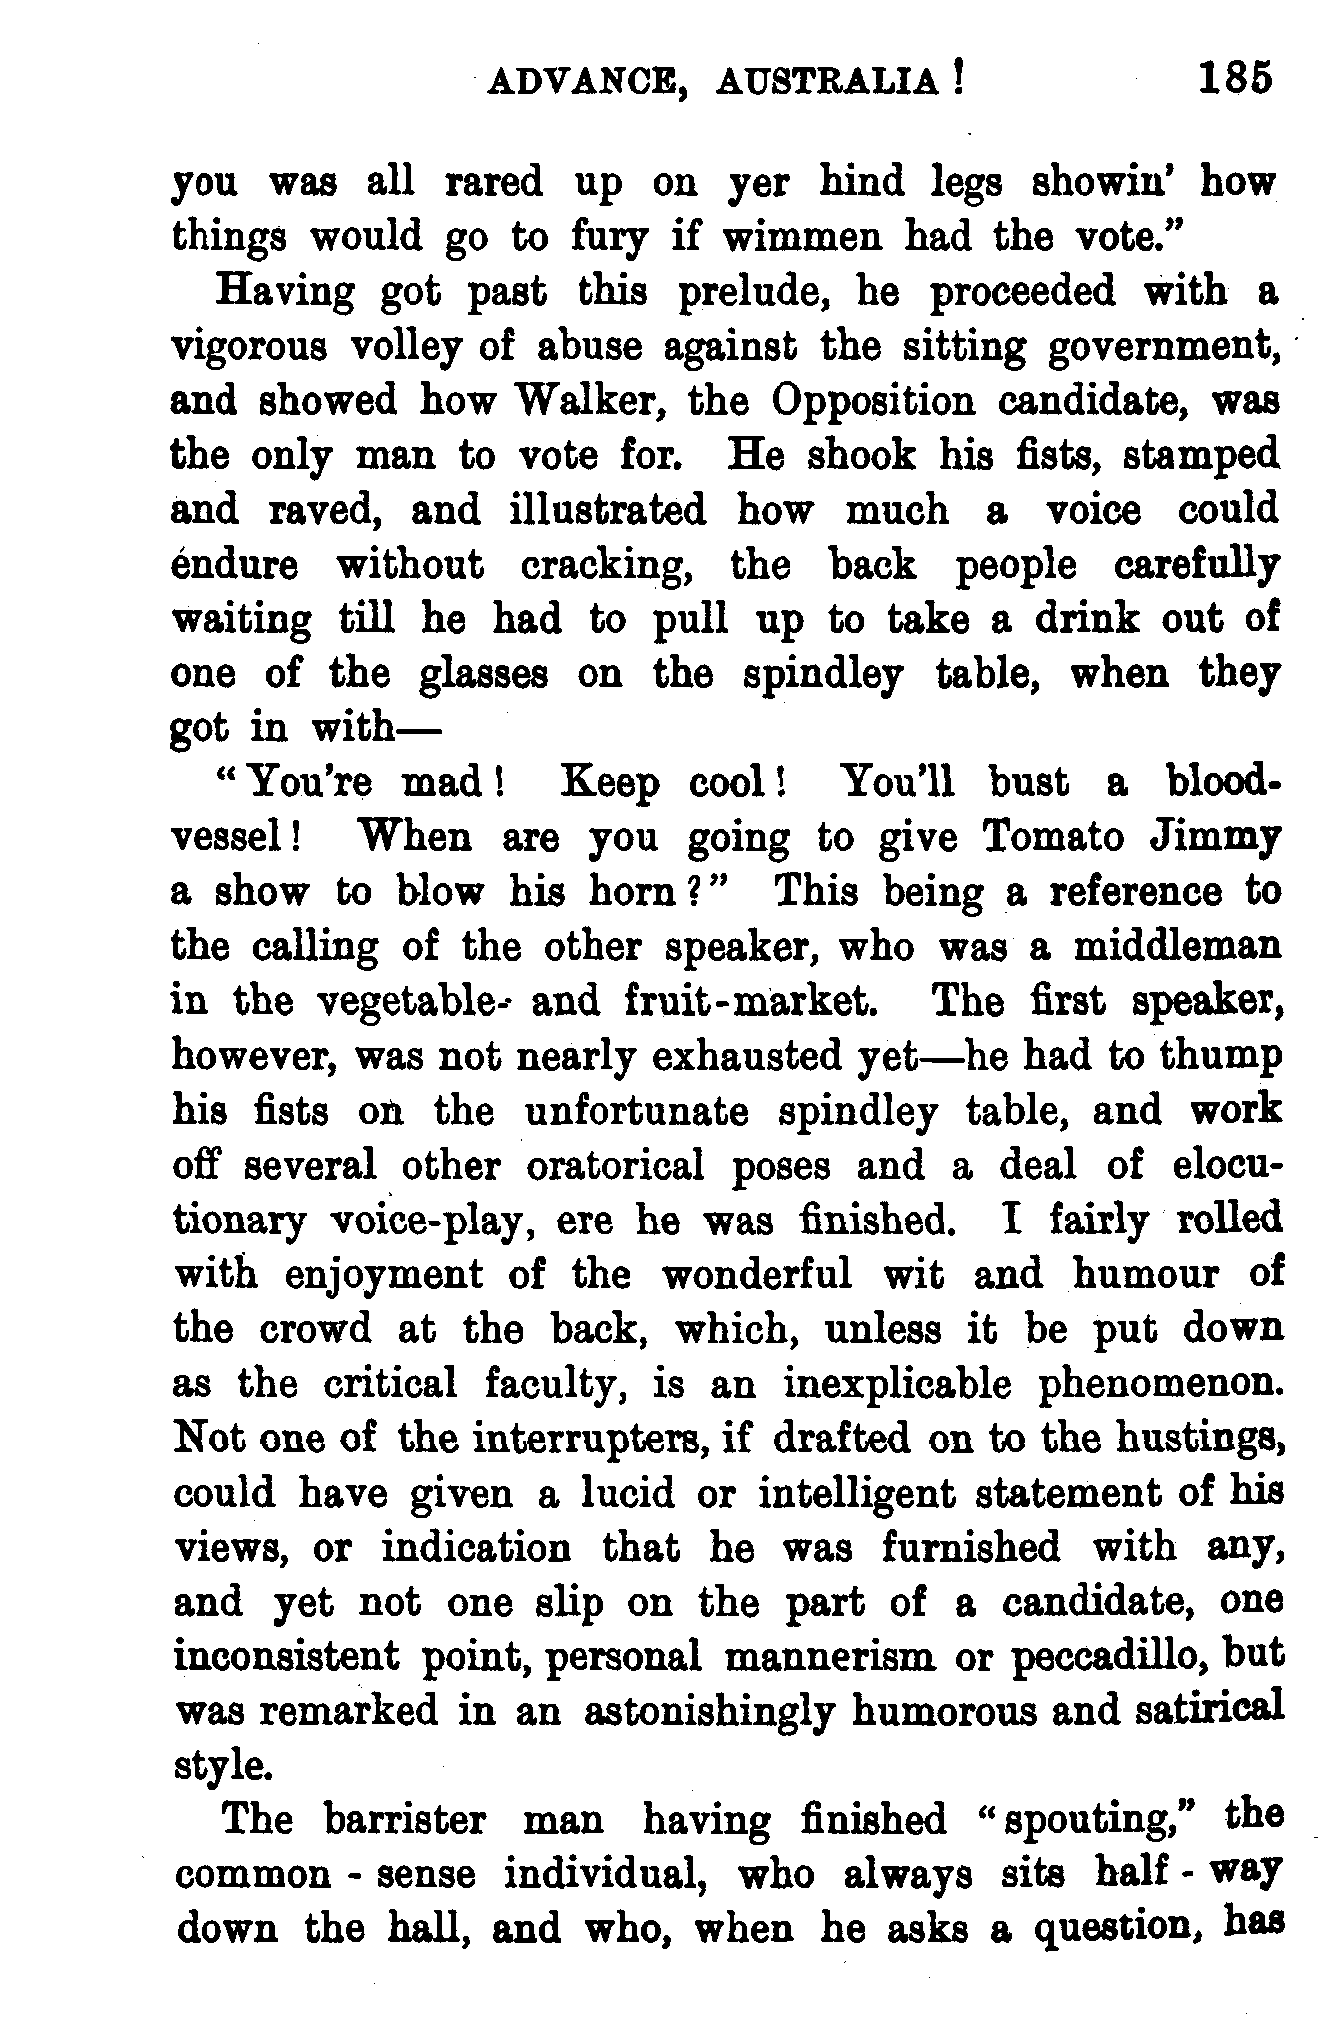 ADVANCE, AUSTRALIA! 185
you was all rared up on yer hind legs showin' how
things would go to fury if wimmen had the vote."
Having got past this prelude, he proceeded with a
vigorous volley of abuse against the sitting government,
and showed how Walker, the Opposition candidate, was
the only man to vote for. He shook his fists, stamped
and raved, and illustrated how much a voice could
endure without cracking, the back people carefully
waiting till he had to pull up to take a drink out of
one of the glasses on the spindley table, when they
got in with—
"You're mad! Keep cool! You'll bust a blood-
vessel! When are you going to give Tomato Jimmy
a show to blow his horn?" This being a reference to
the calling of the other speaker, who was a middleman
in the vegetable- and fruit-market. The first speaker,
however, was not nearly exhausted yet—he had to thump
his fists on the unfortunate spindley table, and work
off several other oratorical poses and a deal of elocu-
tionary voice-play, ere he was finished. I fairly rolled
with enjoyment of the wonderful wit and humour of
the crowd at the back, which, unless it be put down
as the critical faculty, is an inexplicable phenomenon.
Not one of the interrupters, if drafted on to the hustings,
could have given a lucid or intelligent statement of his
views, or indication that he was furnished with any,
and yet not one slip on the part of a candidate, one
inconsistent point, personal mannerism or peccadillo, but
was remarked in an astonishingly humorous and satirical
style.
The barrister man having finished "spouting," the
common-sense individual, who always sits half-way
down the hall, and who, when he asks a question, has